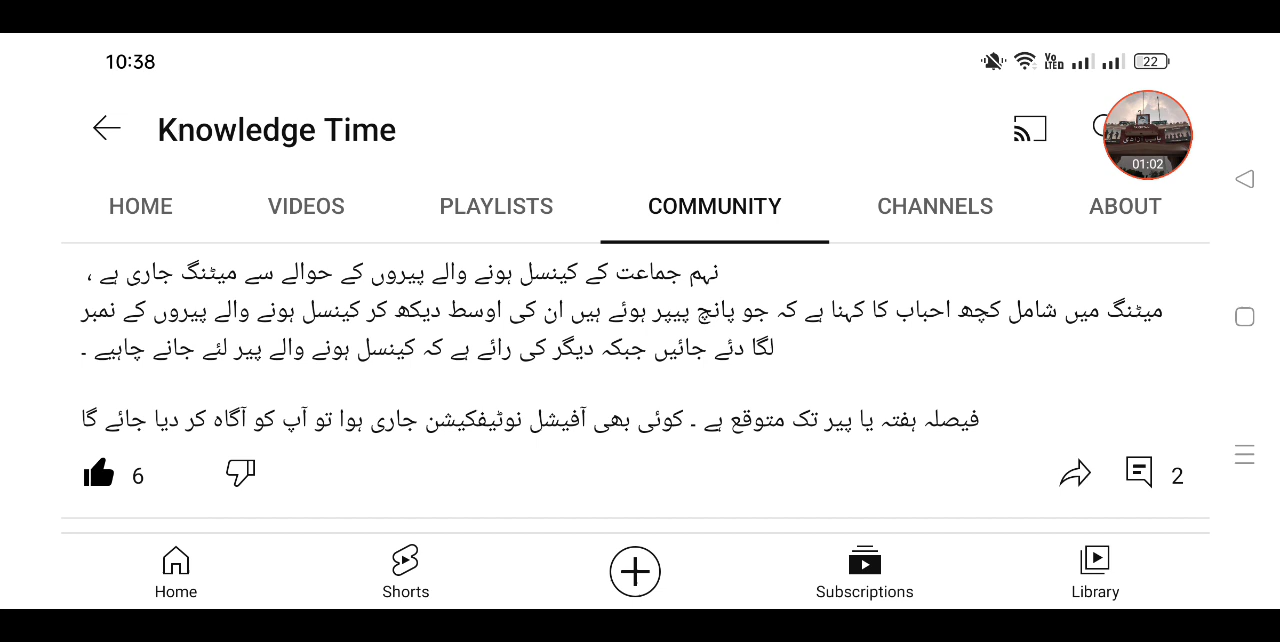 10:38
Vo LTED
22
Knowledge Time
01:02
HOME
VIDEOS
PLAYLISTS
COMMUNITY
CHANNELS
ABOUT
نہم جماعت کے کینسل ہونے والے پیروں کے حوالے سے میٹنگ جاری ہے ،
میٹنگ میں شامل کچھ احباب کا کہنا ہے کہ جو پانچ پیپر ہوئے ہیں ان کی اوسط دیکھ کر کینسل ہونے والے پیروں کے نمبر
لگا دئے جائیں جبکہ دیگر کی رائے ہے کہ کینسل ہونے والے پیر لئے جانے چاہیے ۔
فیصلہ ہفتہ یا پیر تک متوقع ہے ۔ کوئی بھی آفیشل نوٹیفکیشن جاری ہوا تو آپ کو آگاہ کر دیا جائے گا
6
2
Home
Shorts
Subscriptions
Library